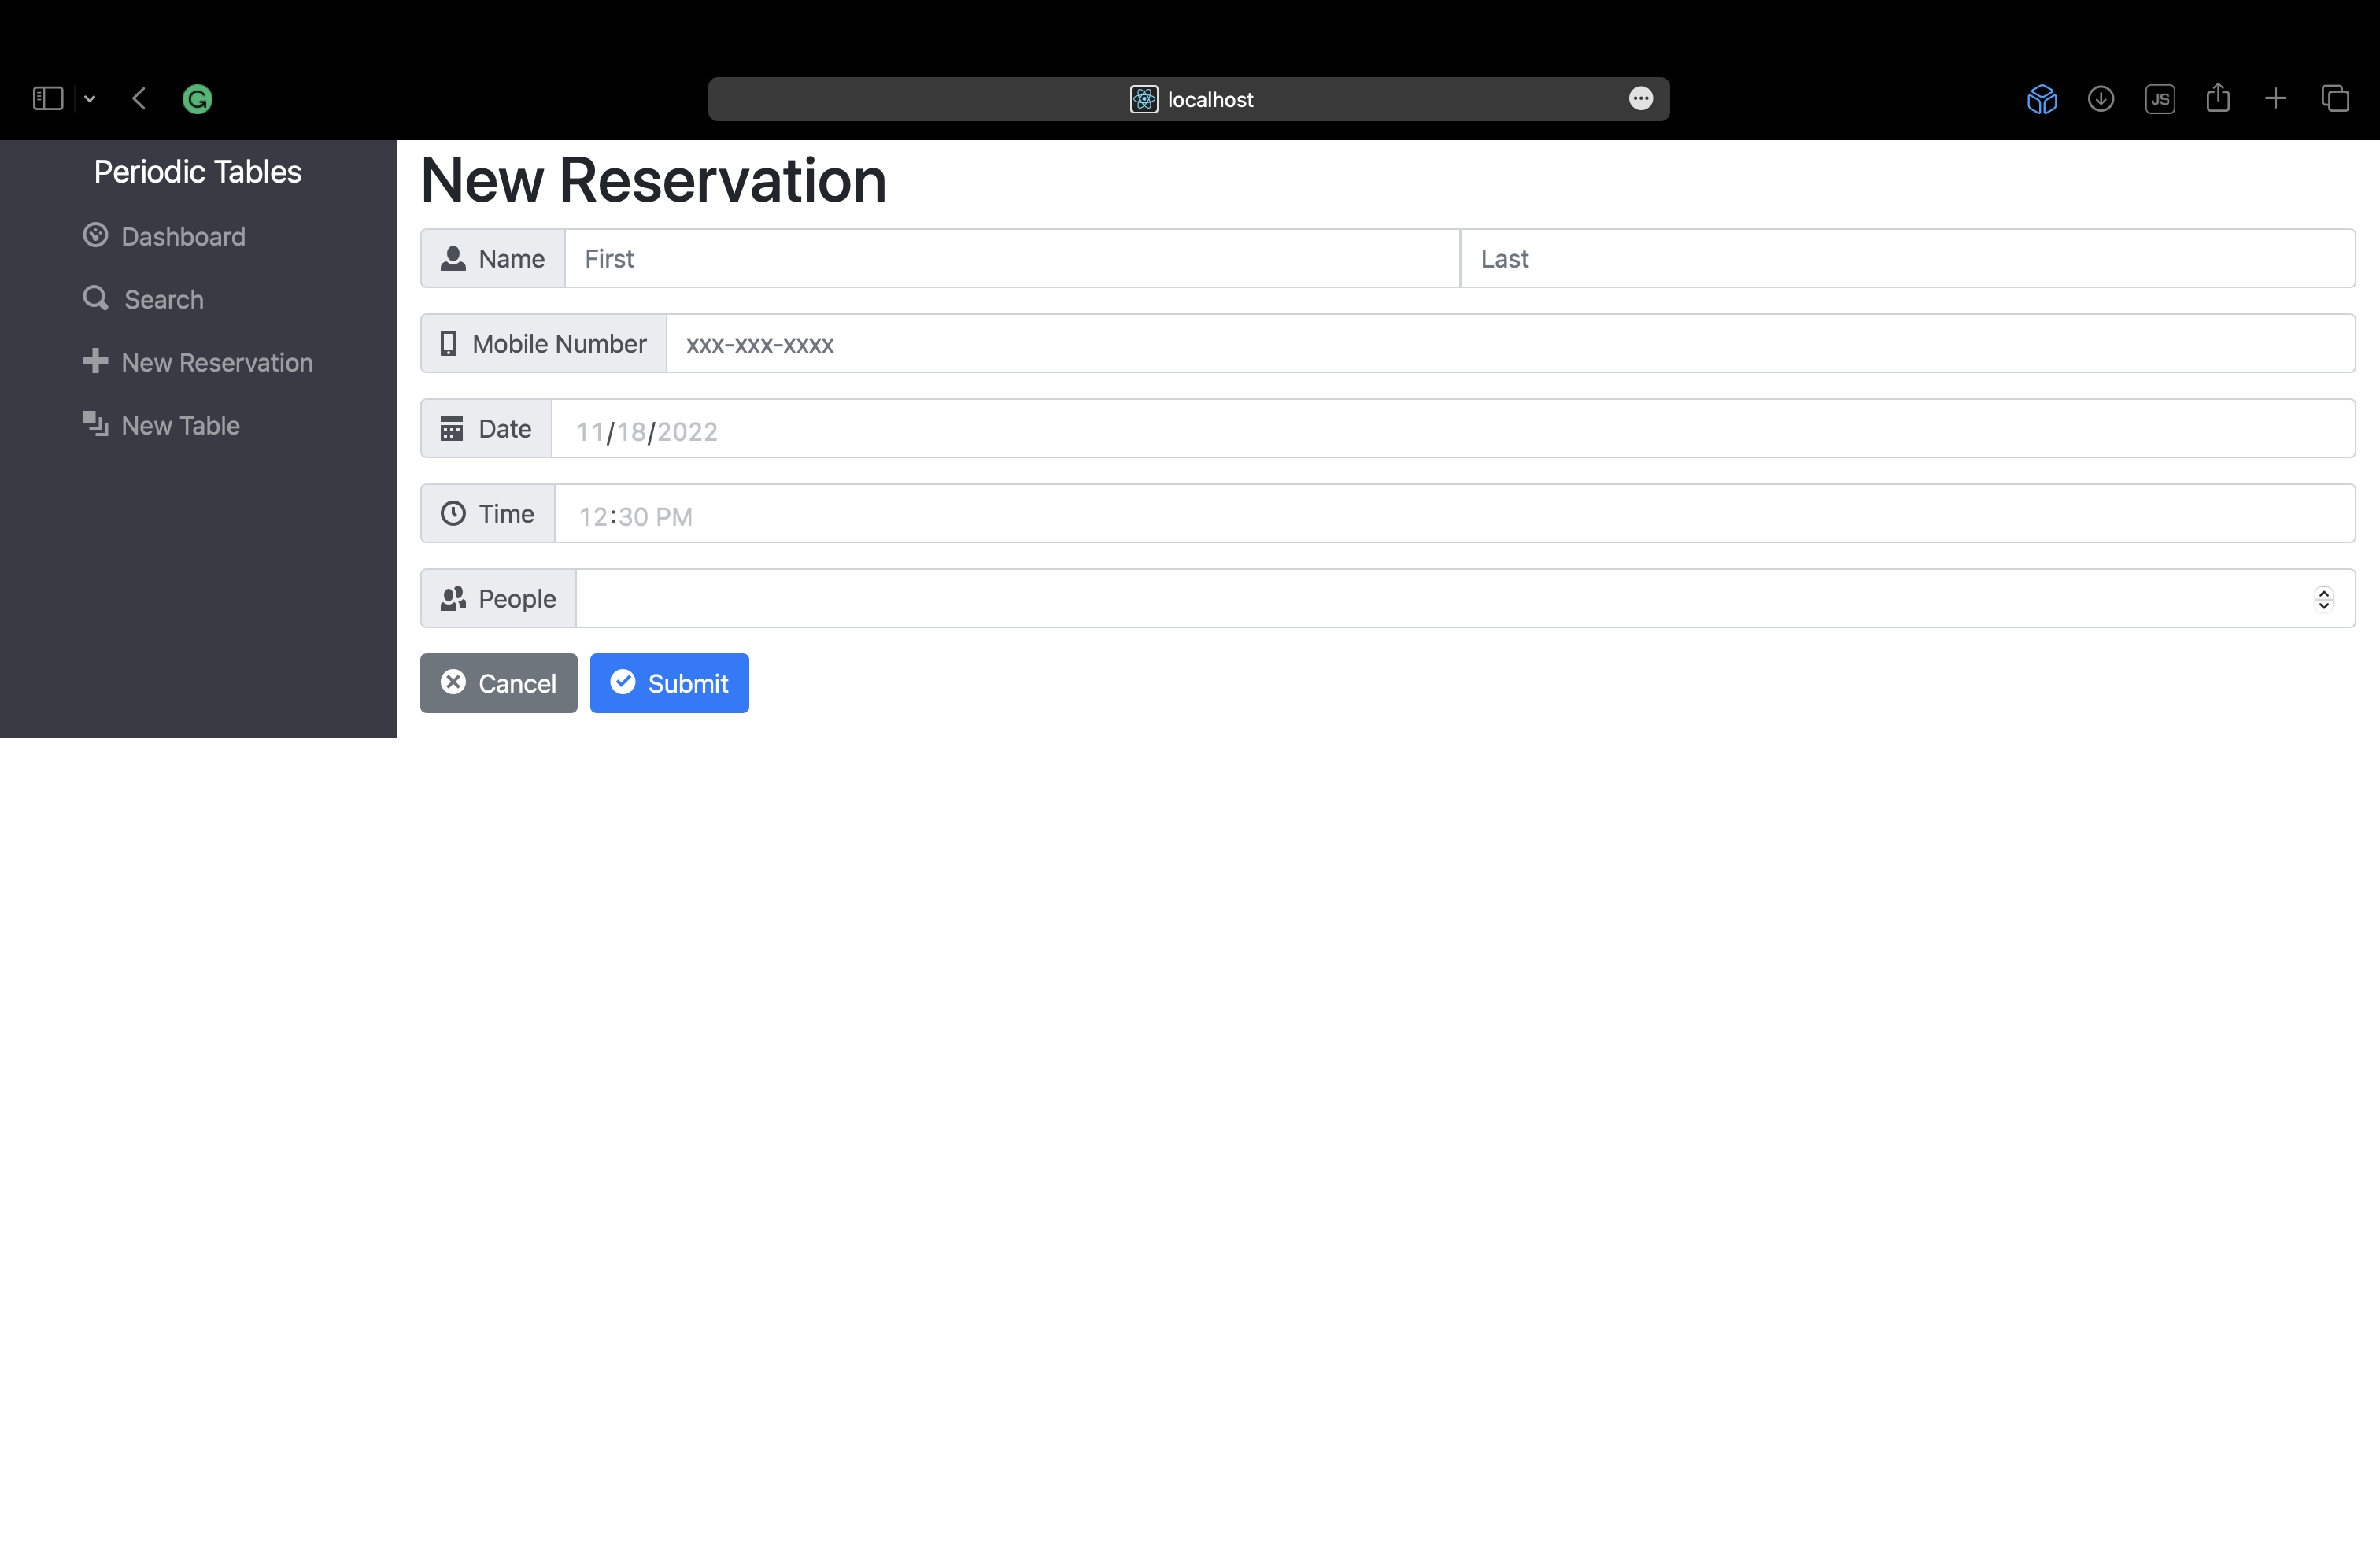 localhost
JS
Periodic Tables
Dashboard
Search
New Reservation
New Table
New Reservation
Name First Last
Mobile Number xxx-xxx-xxxx
Date 11/18/2022
Time 12:30 PM
People
Cancel Submit